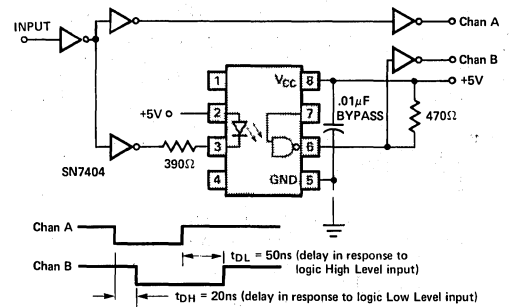 INPUT
Chan A
Chan B
+5V
1
VCC 8
+5V
2
7
.01μF
BYPASS
470Ω
3
6
SN7404
390Ω
4
GND 5
Chan A
tDL = 50ns (delay in response to
logic High Level input)
Chan B
tDH = 20ns (delay in response to logic Low Level input)